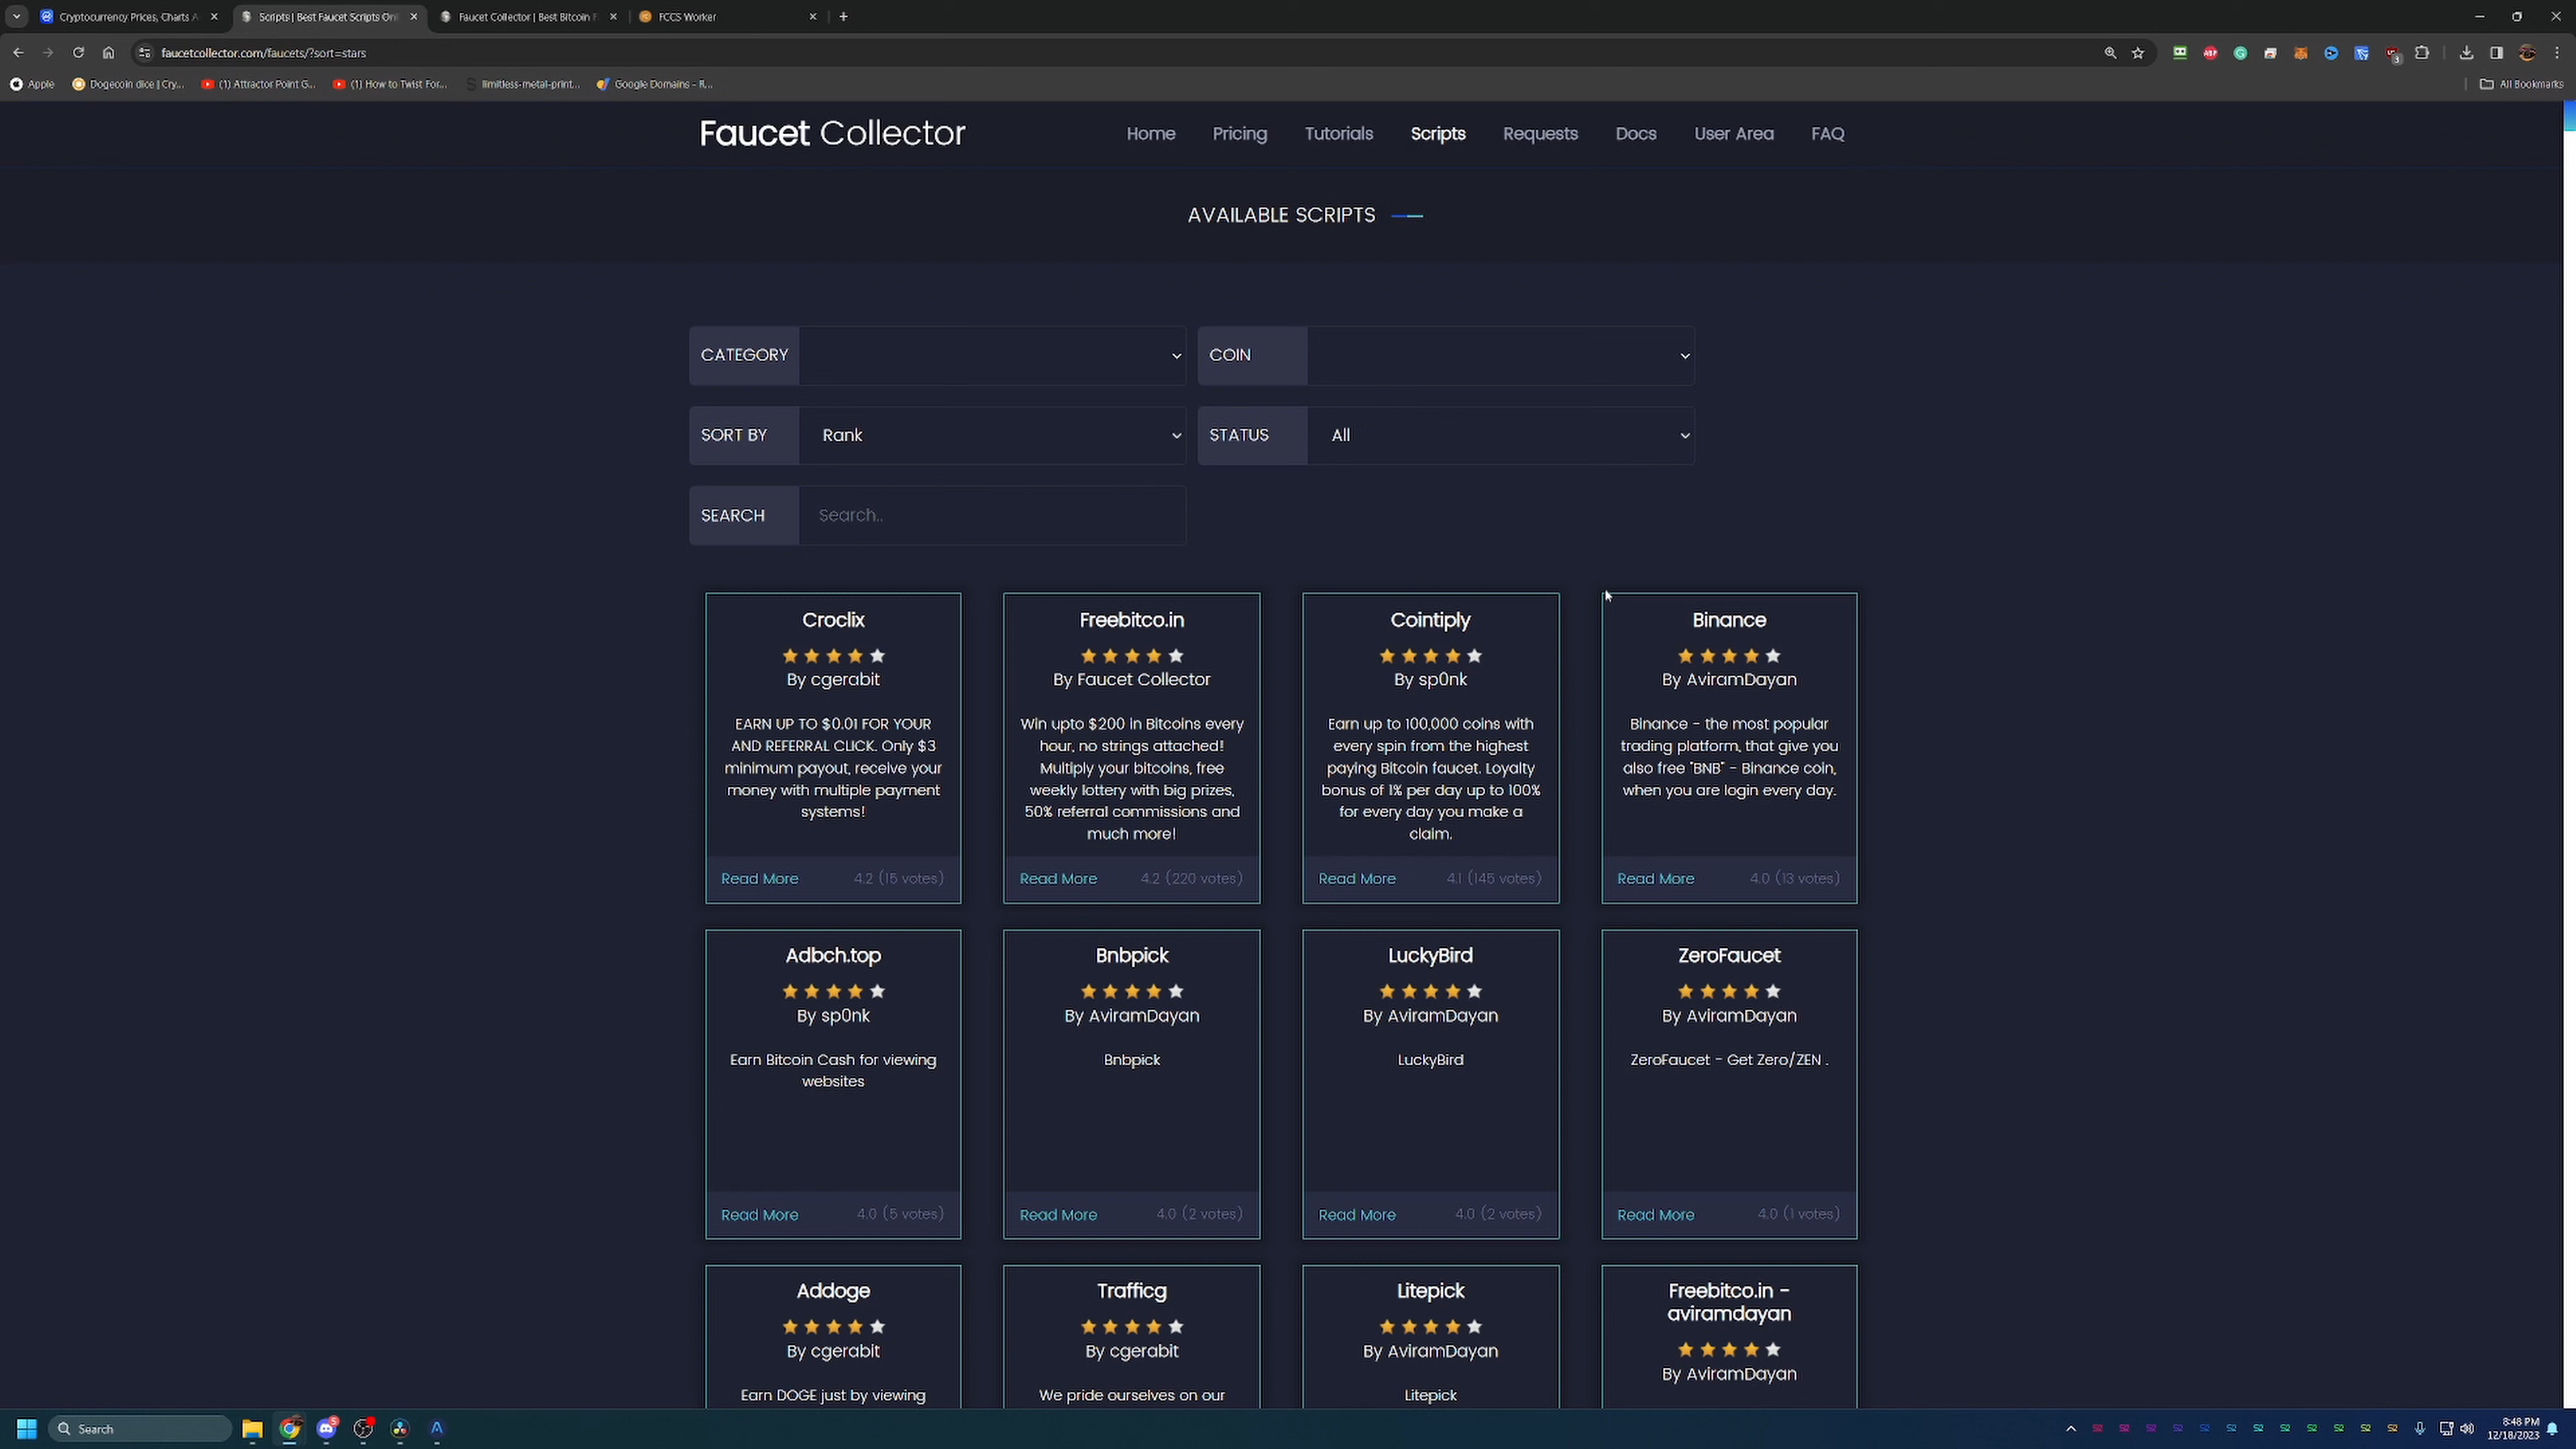 Cryptocurrency Prices, Charts A
Scripts | Best Faucet Scripts Onl
Faucet Collector | Best Bitcoin F
FCCS Worker
faucetcollector.com/faucets/?sort=stars
Apple
Dogecoin dice | Cry...
(1) Attractor Point G...
(1) How to Twist For...
limitless-metal-print...
Google Domains - R...
All Bookmarks
Faucet Collector
Home
Pricing
Tutorials
Scripts
Requests
Docs
User Area
FAQ
AVAILABLE SCRIPTS
CATEGORY
COIN
SORT BY
Rank
STATUS
All
SEARCH
Search..
Croclix
By cgerabit
EARN UP TO $0.01 FOR YOUR
AND REFERRAL CLICK. Only $3
minimum payout, receive your
money with multiple payment
systems!
Read More
4.2 (15 votes)
Freebitco.in
By Faucet Collector
Win upto $200 in Bitcoins every
hour, no strings attached!
Multiply your bitcoins, free
weekly lottery with big prizes,
50% referral commissions and
much more!
Read More
4.2 (220 votes)
Cointiply
By sp0nk
Earn up to 100,000 coins with
every spin from the highest
paying Bitcoin faucet. Loyalty
bonus of 1% per day up to 100%
for every day you make a
claim.
Read More
4.1 (145 votes)
Binance
By AviramDayan
Binance - the most popular
trading platform, that give you
also free "BNB" - Binance coin,
when you are login every day.
Read More
4.0 (13 votes)
Adbch.top
By sp0nk
Earn Bitcoin Cash for viewing
websites
Read More
4.0 (5 votes)
Bnbpick
By AviramDayan
Bnbpick
Read More
4.0 (2 votes)
LuckyBird
By AviramDayan
LuckyBird
Read More
4.0 (2 votes)
ZeroFaucet
By AviramDayan
ZeroFaucet - Get Zero/ZEN .
Read More
4.0 (1 votes)
Addoge
By cgerabit
Earn DOGE just by viewing
Trafficg
By cgerabit
We pride ourselves on our
Litepick
By AviramDayan
Litepick
Freebitco.in -
aviramdayan
By AviramDayan
Search
8:48 PM
12/18/2023